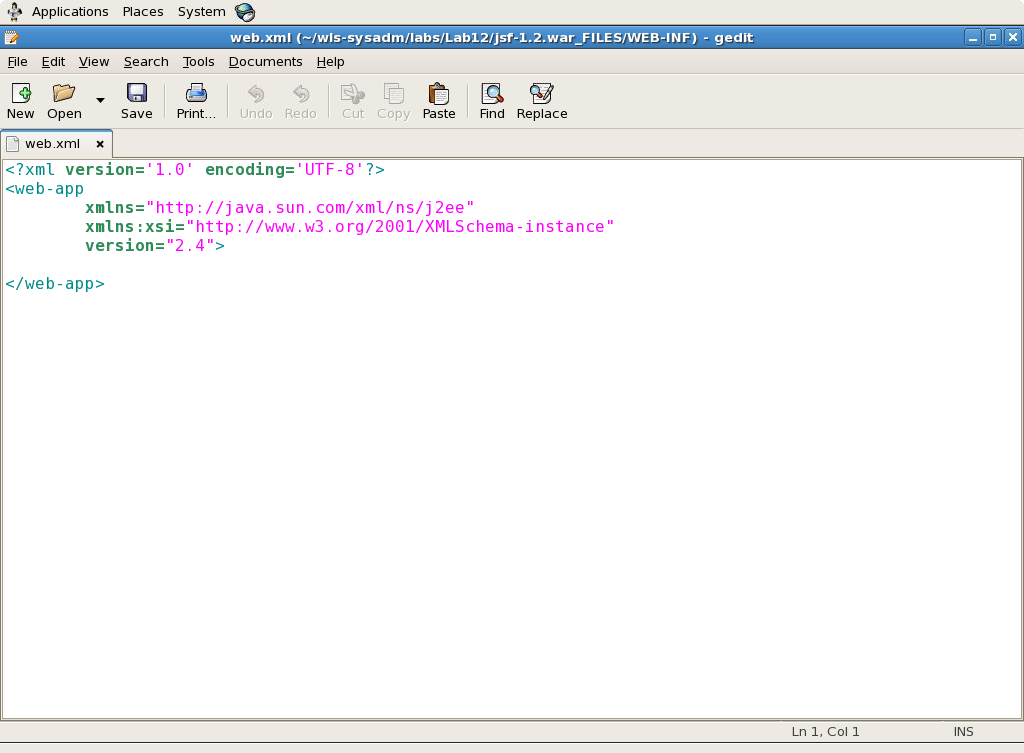 Applications Places System
web.xml (~/wls-sysadm/labs/Lab12/jsf-1.2.war_FILES/WEB-INF) - gedit
File Edit View Search Tools Documents Help
New Open Save Print... Undo Redo Cut Copy Paste Find Replace
web.xml
<?xml version='1.0' encoding='UTF-8'?>
<web-app
xmlns="http://java.sun.com/xml/ns/j2ee"
xmlns:xsi="http://www.w3.org/2001/XMLSchema-instance"
version="2.4">
</web-app>
Ln 1, Col 1 INS